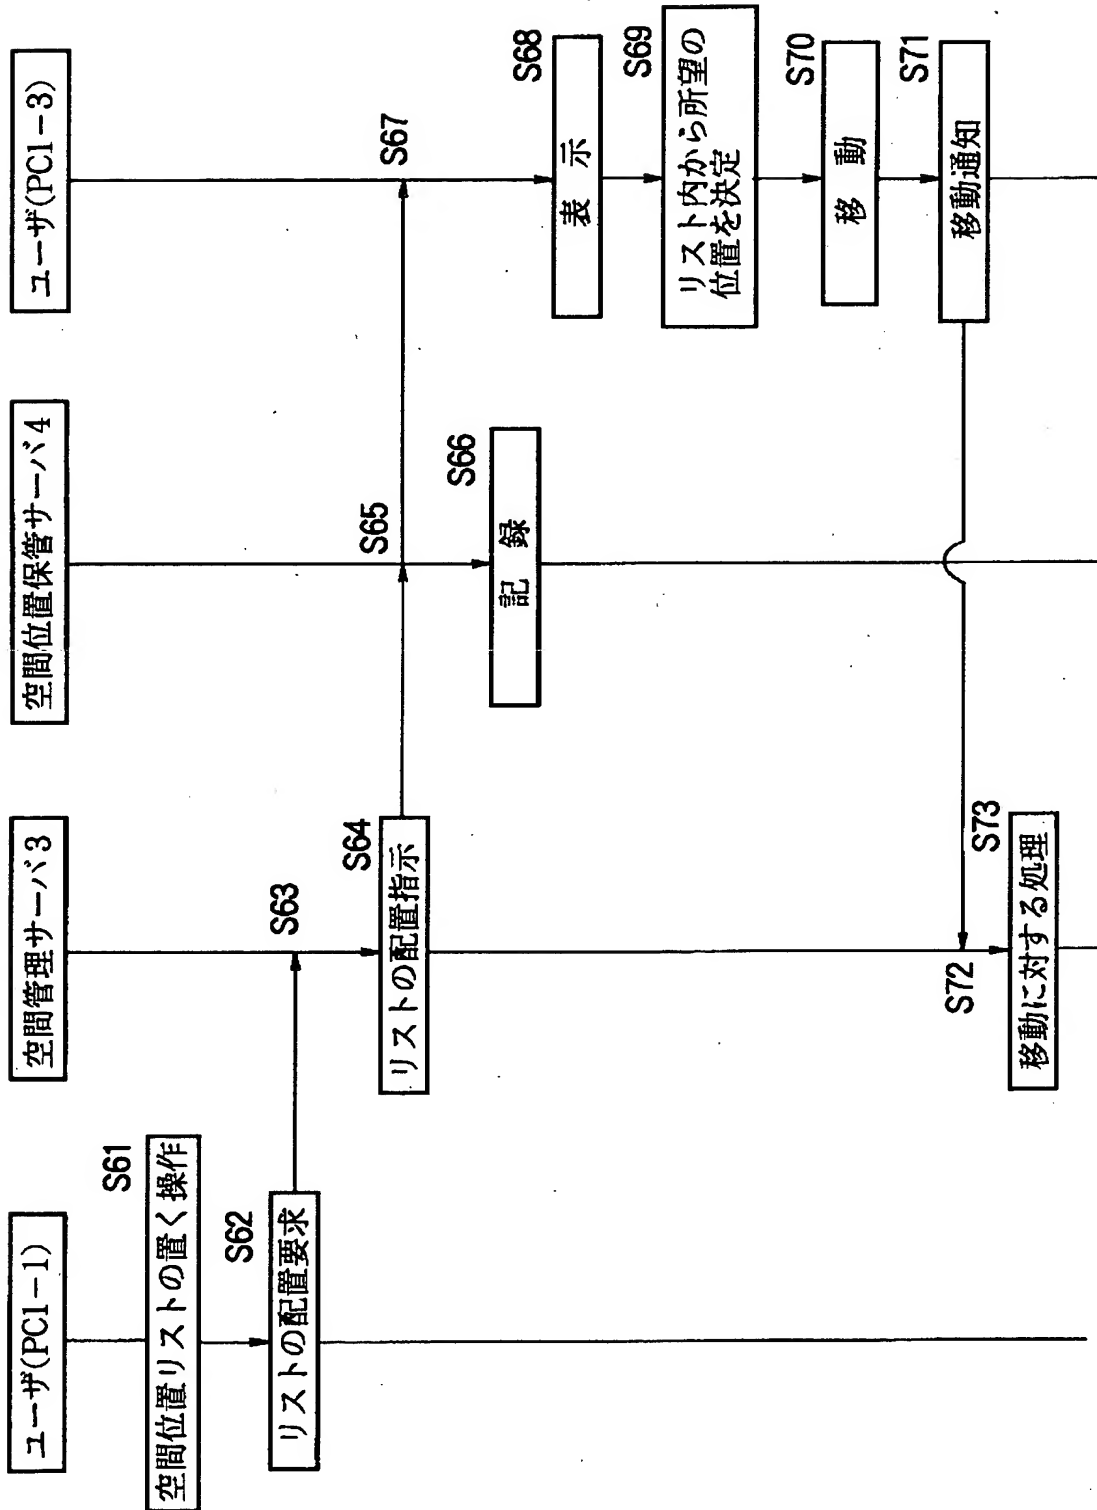 ユーザ(PC1-1)
空間管理サーバ3
空間位置保管サーバ4
ユーザ(PC1-3)
S61
空間位置リストの置く操作
S62
リストの配置要求
S63
S64
リストの配置指示
S65
S66
記録
S67
S68
表示
S69
リスト内から所望の
位置を決定
S70
移動
S71
移動通知
S72
S73
移動に対する処理